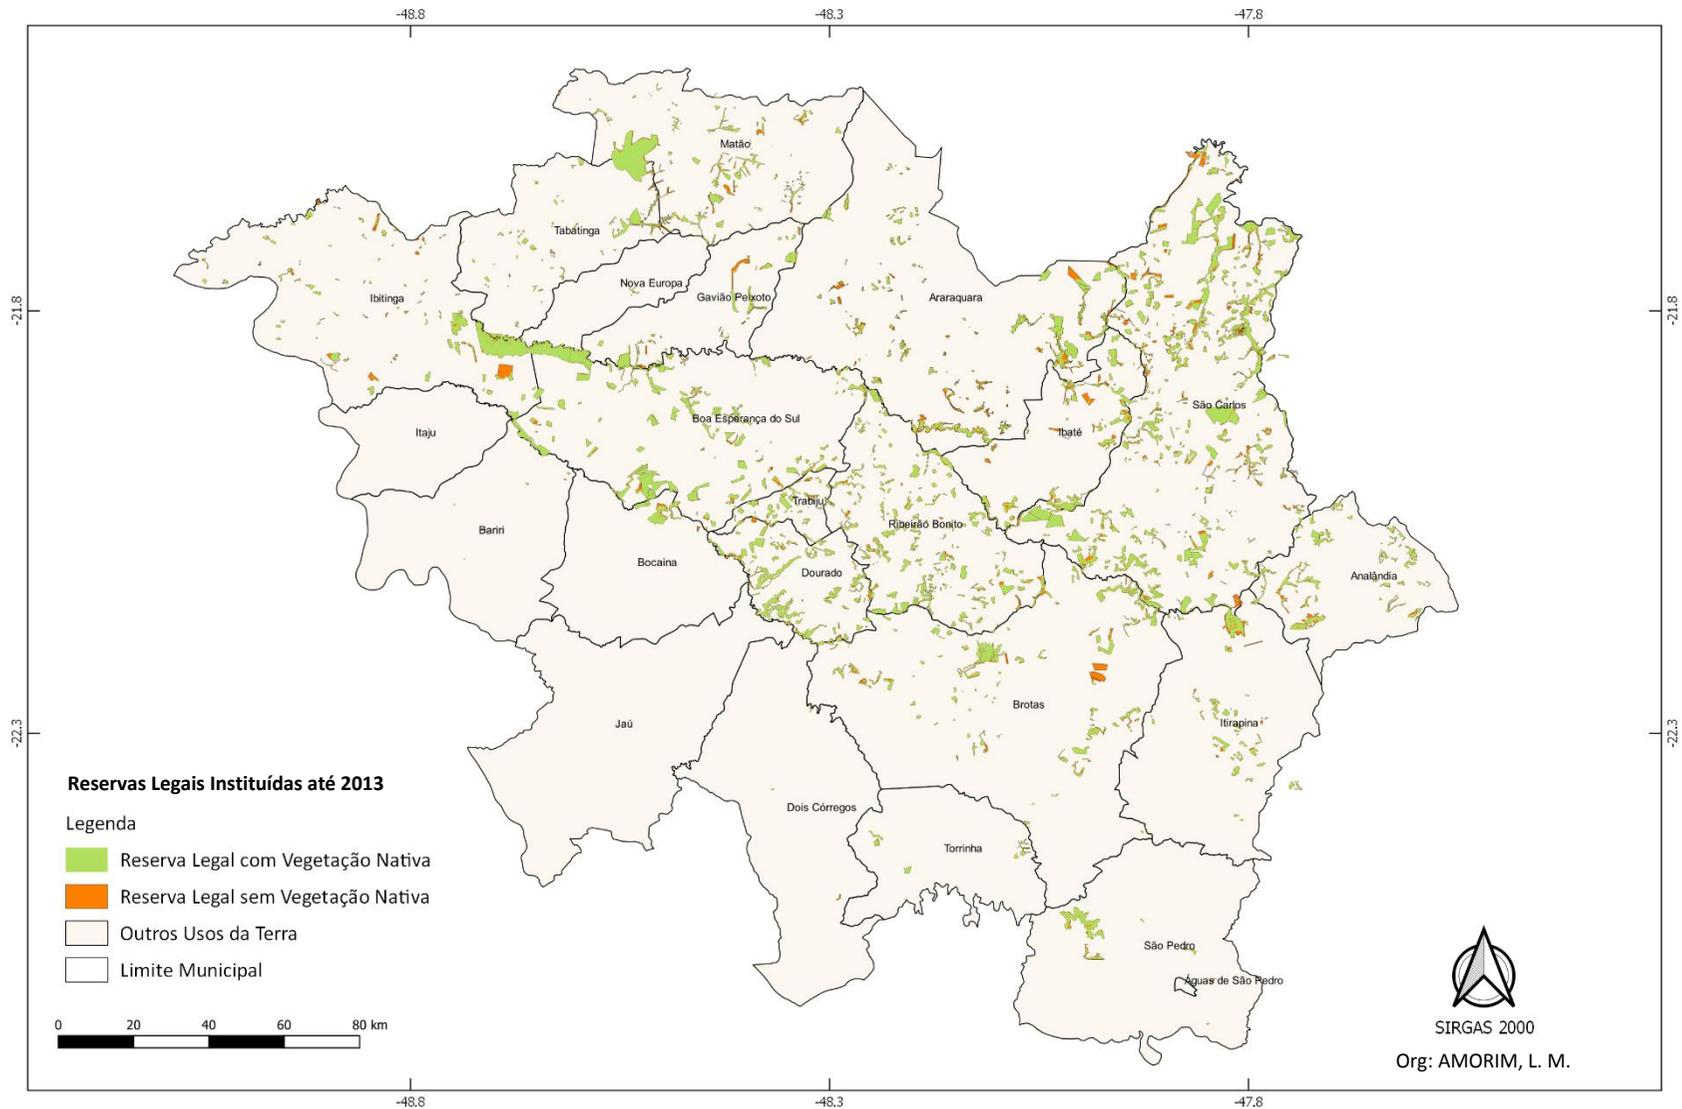 -48.8 -48.3 -47.8
Matão
Tabatinga
Nova Europa
Ibitinga
Gavião Peixoto
Araraquara
-21.8 -21.8
São Carlos
Boa Esperança do Sul
Itaju
Ibaté
Trabiju
Ribeirão Bonito
Bariri
Bocaina
Dourado
Analândia
Brotas
Jaú
Itirapina
-22.3 -22.3
Dois Córregos
Torrinha
São Pedro
Águas de São Pedro
Reservas Legais Instituídas até 2013
Legenda
Reserva Legal com Vegetação Nativa
Reserva Legal sem Vegetação Nativa
Outros Usos da Terra
Limite Municipal
0 20 40 60 80 km
SIRGAS 2000
Org: AMORIM, L. M.
-48.8 -48.3 -47.8